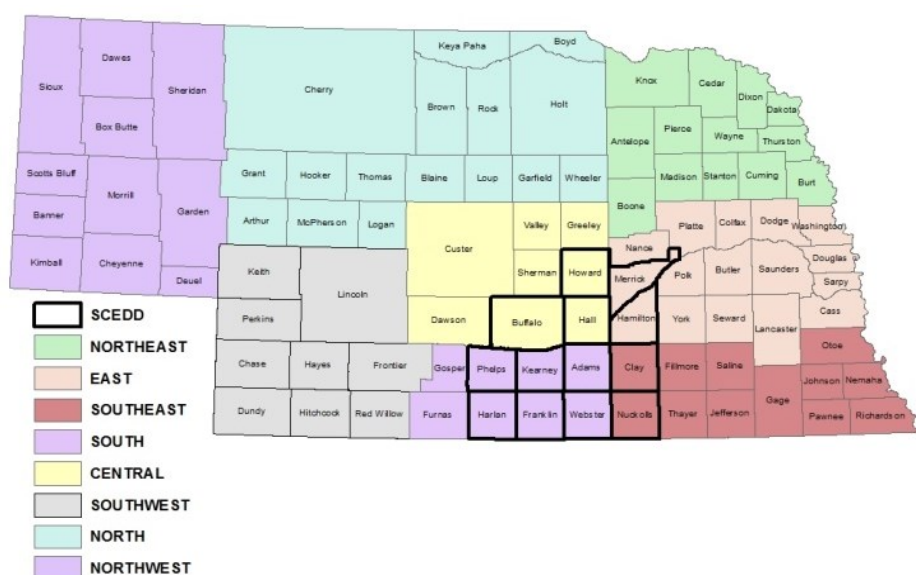 Keya Paha
Boyd
Dawes
Sioux
Sheridan
Cherry
Knox
Cedar
Dixon
Dakota
Brown
Rock
Holt
Box Butte
Antelope
Pierce
Wayne
Thurston
Scotts Bluff
Morrill
Grant
Hooker
Thomas
Blaine
Loup
Garfield
Wheeler
Madison
Stanton
Cuming
Burt
Banner
Garden
Arthur
McPherson
Logan
Custer
Valley
Greeley
Boone
Platte
Colfax
Dodge
Washington
Kimball
Cheyenne
Deuel
Keith
Lincoln
Sherman
Howard
Nance
Merrick
Polk
Butler
Saunders
Douglas
Sarpy
Perkins
Dawson
Buffalo
Hall
Hamilton
York
Seward
Lancaster
Cass
Otoe
Chase
Hayes
Frontier
Gosper
Phelps
Kearney
Adams
Clay
Fillmore
Saline
Gage
Johnson
Nemaha
Dundy
Hitchcock
Red Willow
Furnas
Harlan
Franklin
Webster
Nuckolls
Thayer
Jefferson
Pawnee
Richardson
SCEDD
NORTHEAST
EAST
SOUTHEAST
SOUTH
CENTRAL
SOUTHWEST
NORTH
NORTHWEST